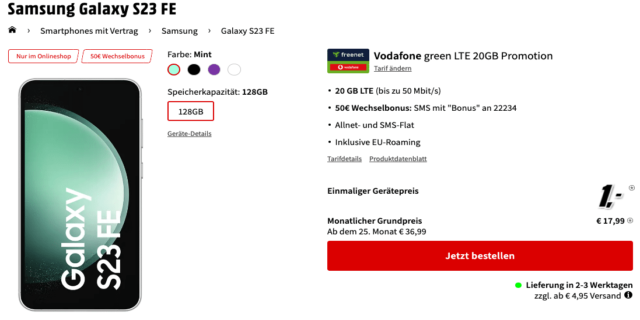 Samsung Galaxy S23 FE
Smartphones mit Vertrag › Samsung › Galaxy S23 FE
Nur im Onlineshop
50€ Wechselbonus
Galaxy
S23 FE
Farbe: Mint
Speicherkapazität: 128GB
128GB
Geräte-Details
freenet
vodafone
Vodafone green LTE 20GB Promotion
Tarif ändern
• 20 GB LTE (bis zu 50 Mbit/s)
• 50€ Wechselbonus: SMS mit "Bonus" an 22234
• Allnet- und SMS-Flat
• Inklusive EU-Roaming
Tarifdetails Produktdatenblatt
Einmaliger Gerätepreis
1,-
Monatlicher Grundpreis € 17,99
Ab dem 25. Monat € 36,99
Jetzt bestellen
Lieferung in 2-3 Werktagen
zzgl. ab € 4,95 Versand